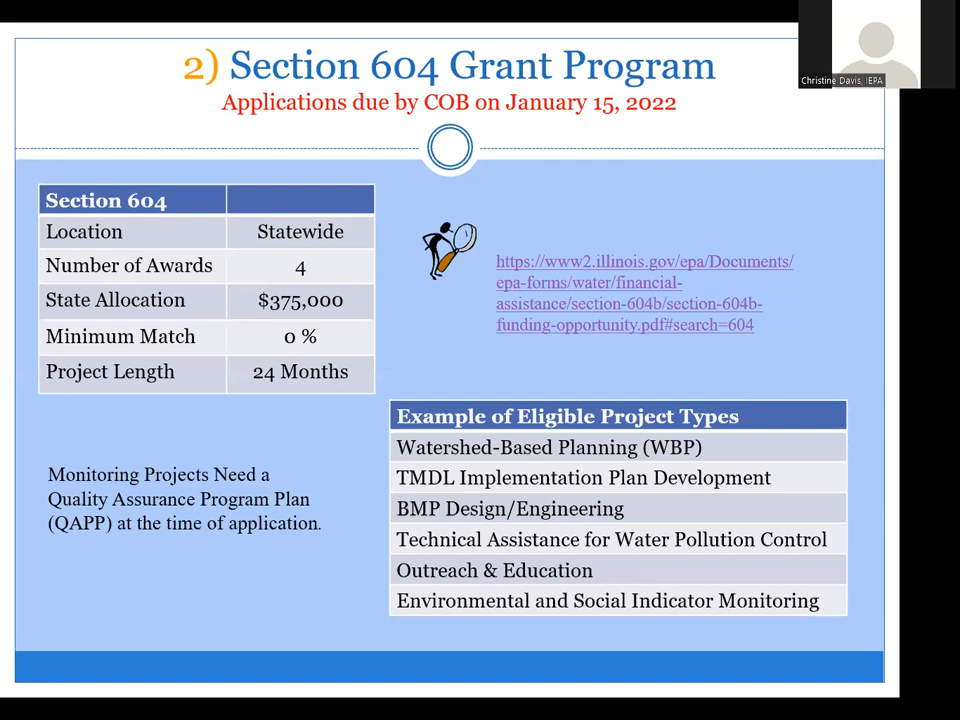 2) Section 604 Grant Program
Applications due by COB on January 15, 2022
Christine Davis, IEPA
Section 604
Location Statewide
Number of Awards 4
State Allocation $375,000
Minimum Match 0 %
Project Length 24 Months
https://www2.illinois.gov/epa/Documents/
epa-forms/water/financial-
assistance/section-604b/section-604b-
funding-opportunity.pdf#search=604
Monitoring Projects Need a
Quality Assurance Program Plan
(QAPP) at the time of application.
Example of Eligible Project Types
Watershed-Based Planning (WBP)
TMDL Implementation Plan Development
BMP Design/Engineering
Technical Assistance for Water Pollution Control
Outreach & Education
Environmental and Social Indicator Monitoring